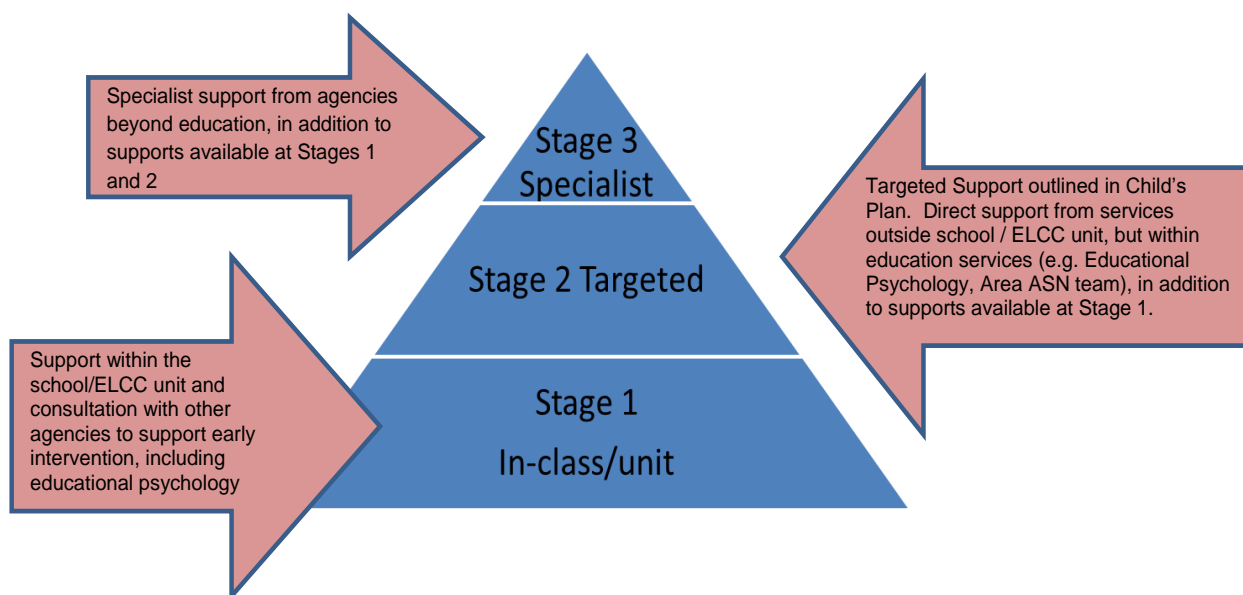 Specialist support from agencies
beyond education, in addition to
supports available at Stages 1
and 2
Stage 3
Specialist
Targeted Support outlined in Child's
Plan.  Direct support from services
outside school / ELCC unit, but within
education services (e.g. Educational
Psychology, Area ASN team), in addition
to supports available at Stage 1.
Stage 2 Targeted
Support within the
school/ELCC unit and
consultation with other
agencies to support early
intervention, including
educational psychology
Stage 1
In-class/unit